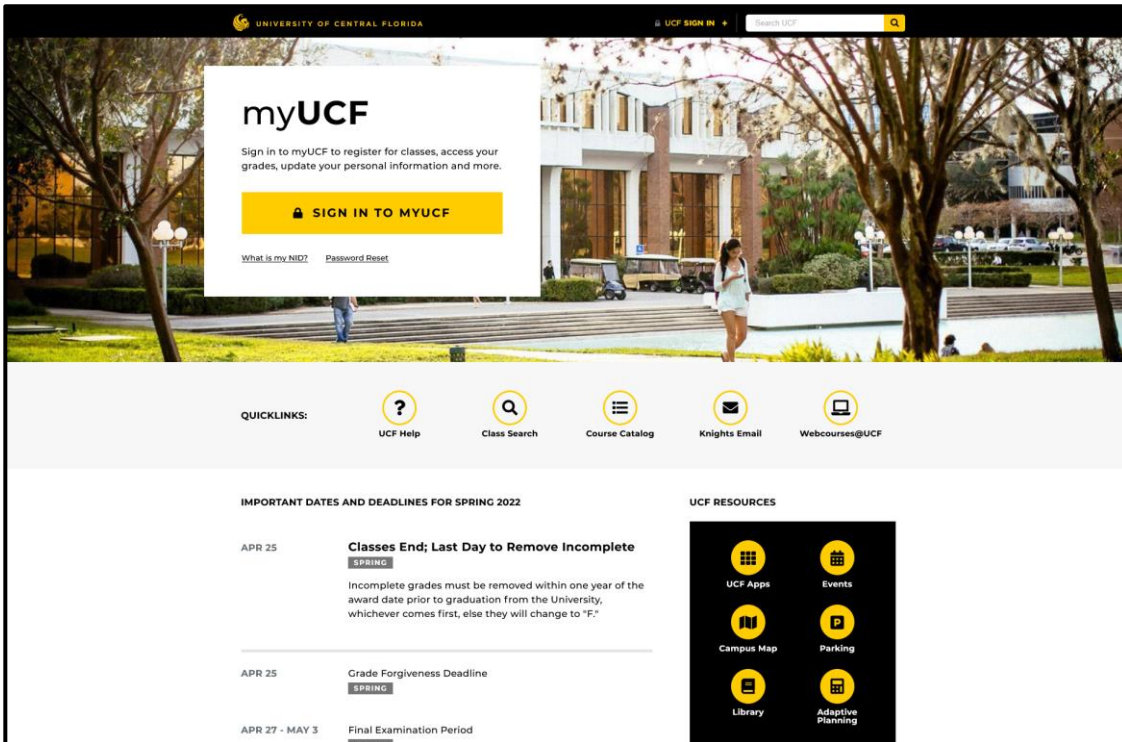 UNIVERSITY OF CENTRAL FLORIDA
UCF SIGN IN +
Search UCF
myUCF
Sign in to myUCF to register for classes, access your
grades, update your personal information and more.
SIGN IN TO MYUCF
What is my NID? Password Reset
QUICKLINKS:
?
UCF Help
Class Search
Course Catalog
Knights Email
Webcourses@UCF
IMPORTANT DATES AND DEADLINES FOR SPRING 2022
APR 25
Classes End; Last Day to Remove Incomplete
SPRING
Incomplete grades must be removed within one year of the
award date prior to graduation from the University,
whichever comes first, else they will change to "F."
APR 25
Grade Forgiveness Deadline
SPRING
APR 27 - MAY 3
Final Examination Period
UCF RESOURCES
UCF Apps
Events
Campus Map
P
Parking
Library
Adaptive
Planning